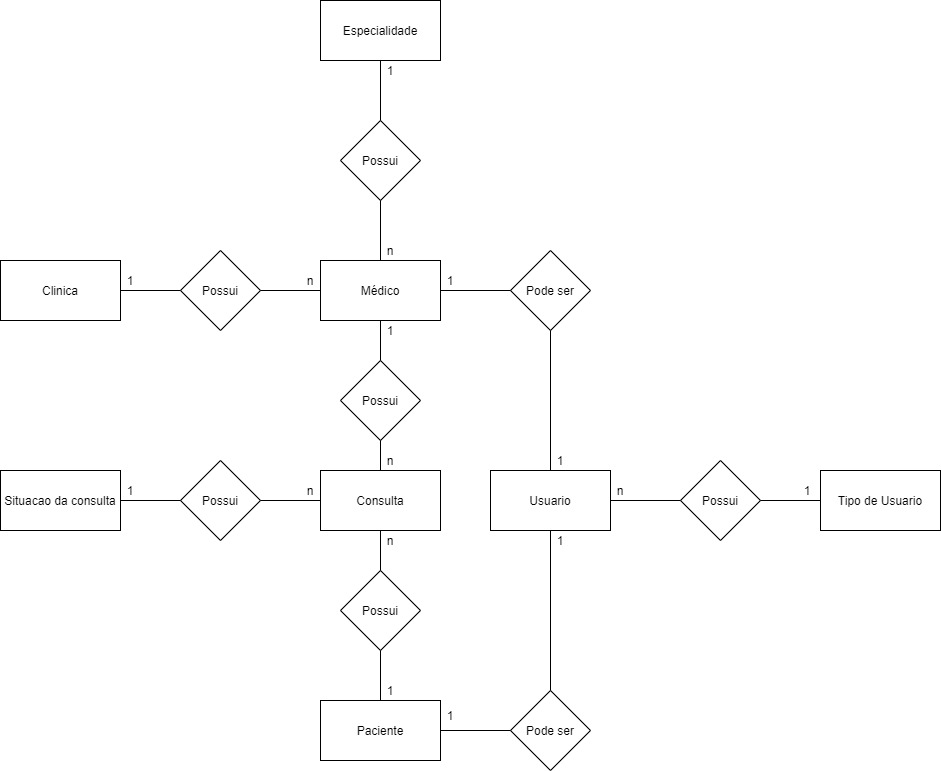 Especialidade
1
Possui
n
Clinica
1
Possui
n
Médico
1
Pode ser
1
Possui
n
1
Situacao da consulta
1
Possui
n
Consulta
Usuario
n
Possui
1
Tipo de Usuario
n
1
Possui
1
1
Paciente
Pode ser